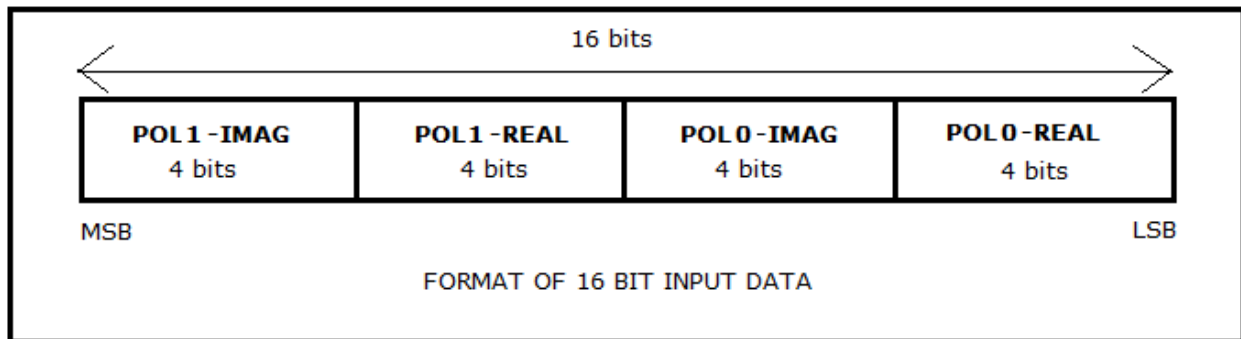 16 bits
POL1-IMAG
4 bits
POL1-REAL
4 bits
POL0-IMAG
4 bits
POL0-REAL
4 bits
MSB
LSB
FORMAT OF 16 BIT INPUT DATA